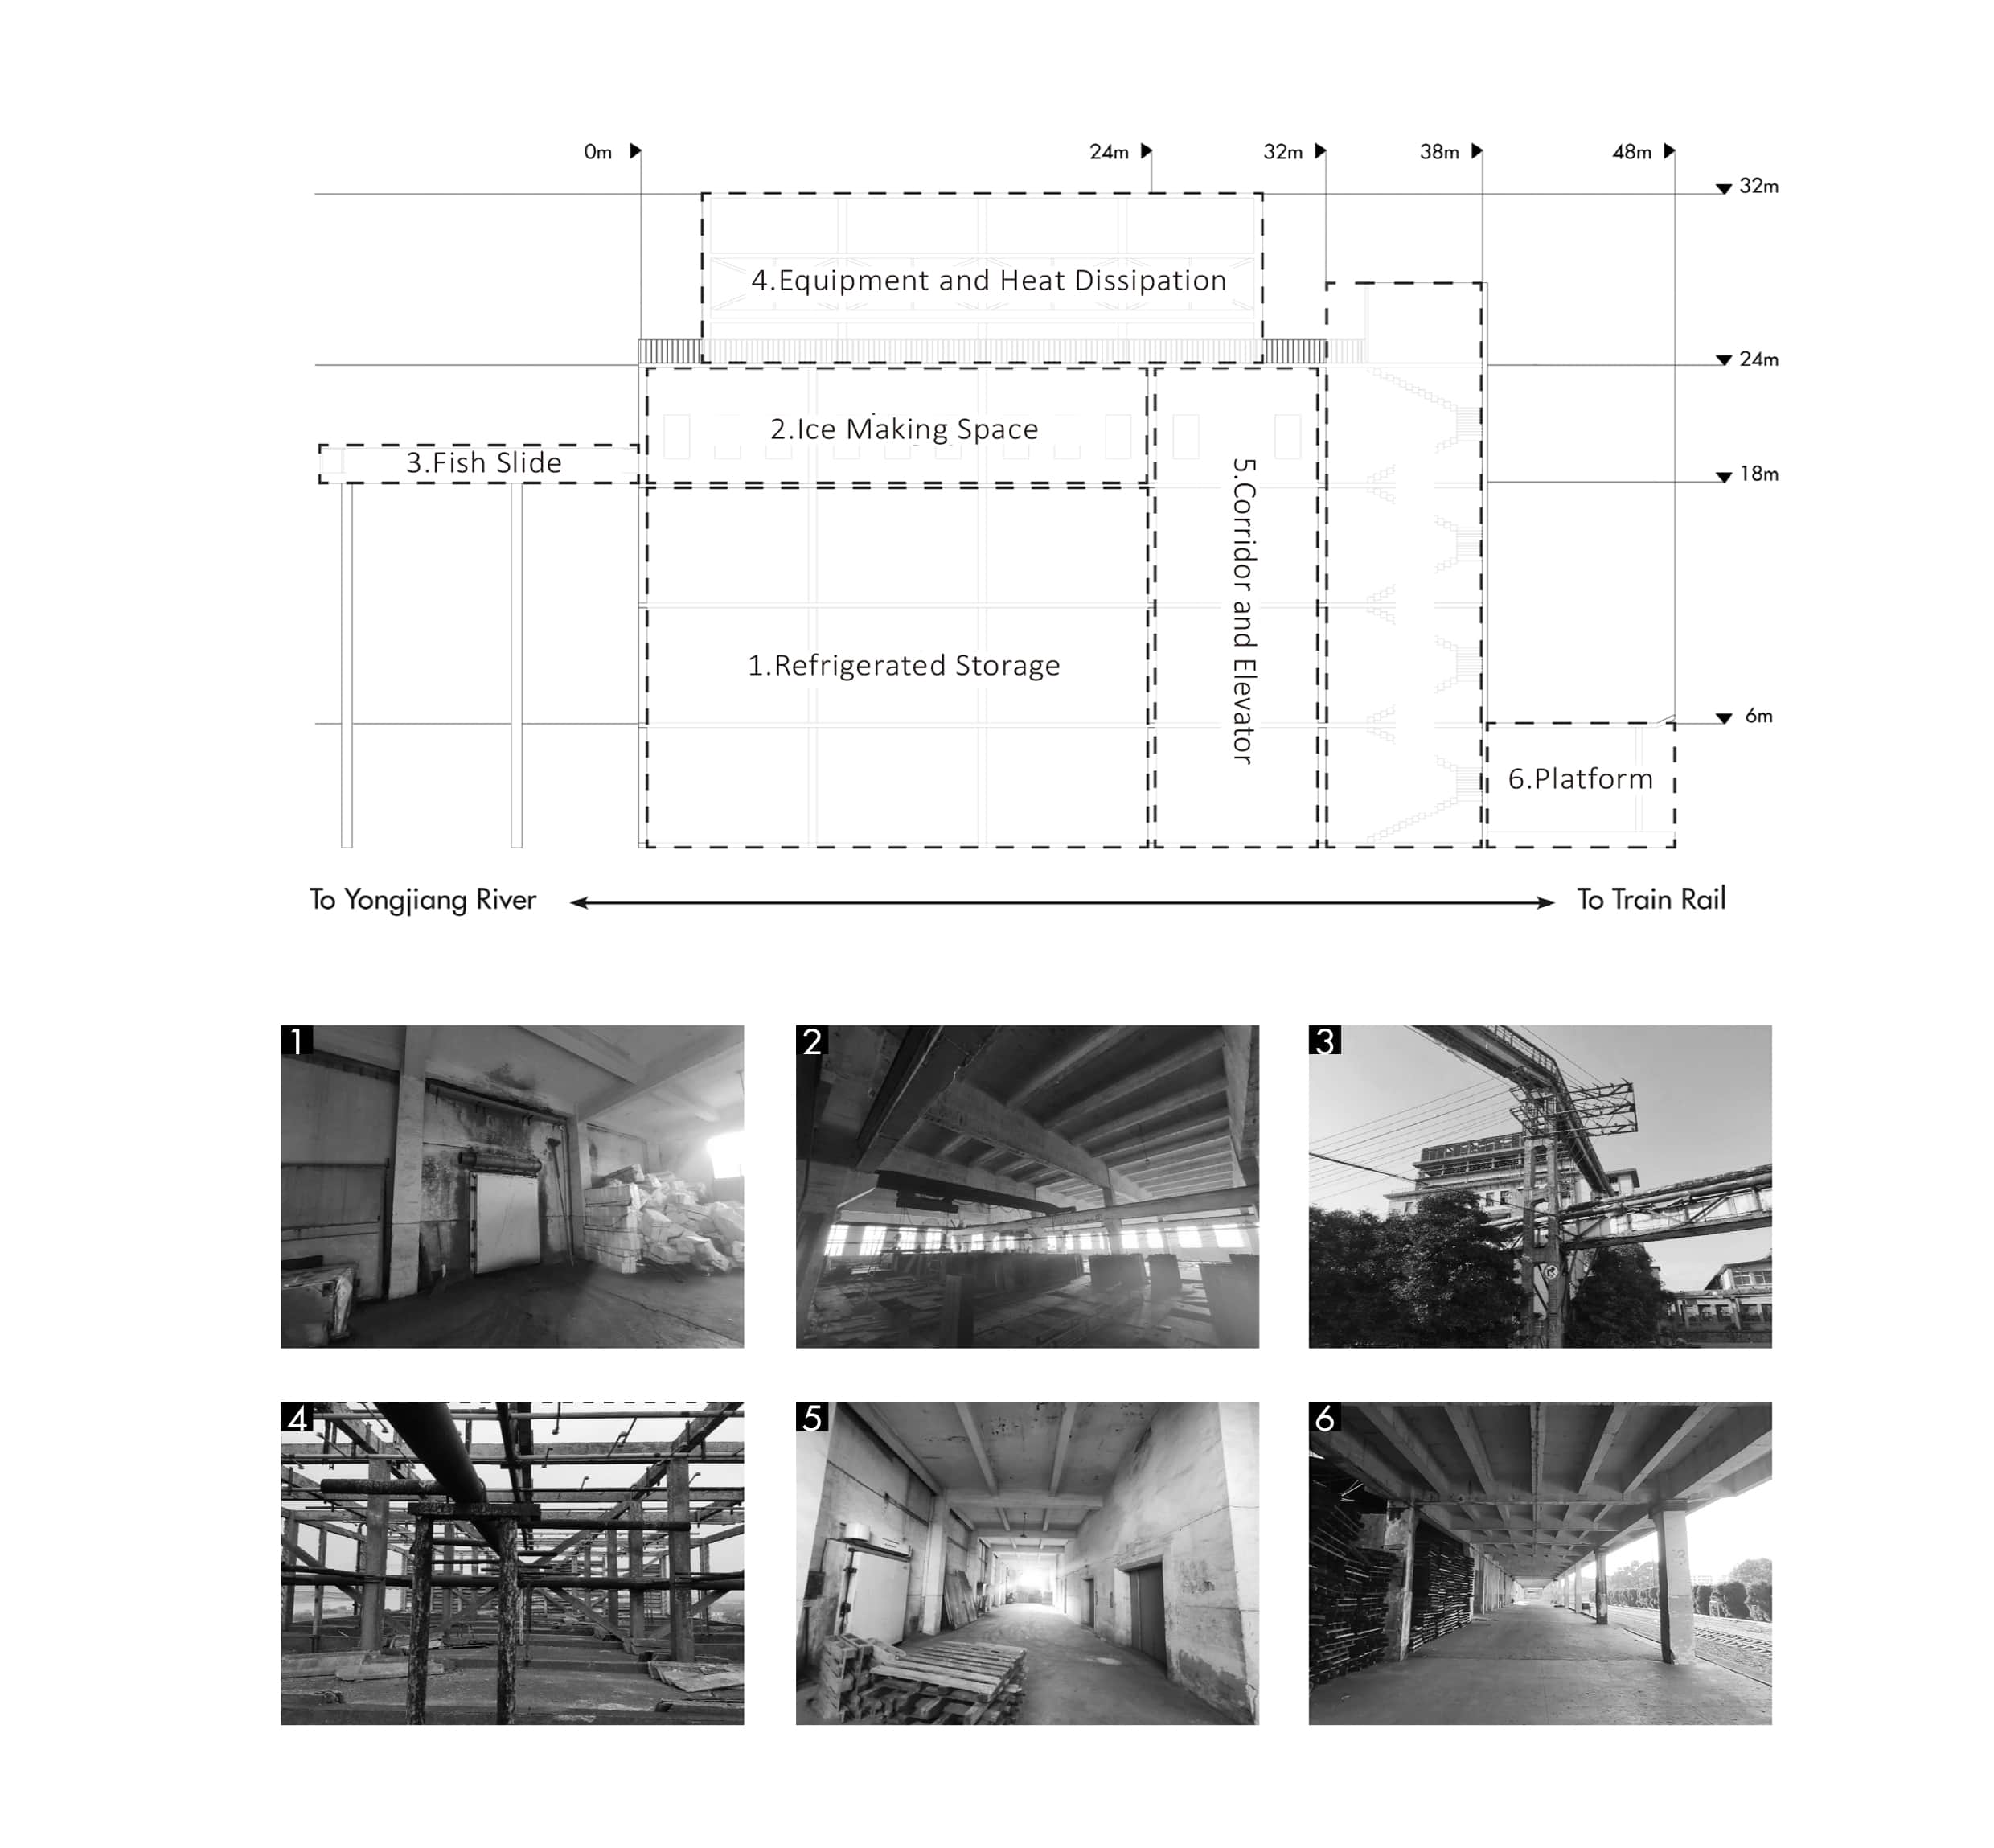 0m
24m
32m
38m
48m
32m
4.Equipment and Heat Dissipation
24m
2.Ice Making Space
3.Fish Slide
18m
5.Corridor and Elevator
1.Refrigerated Storage
6m
6.Platform
To Yongjiang River
To Train Rail
1
2
3
4
5
6